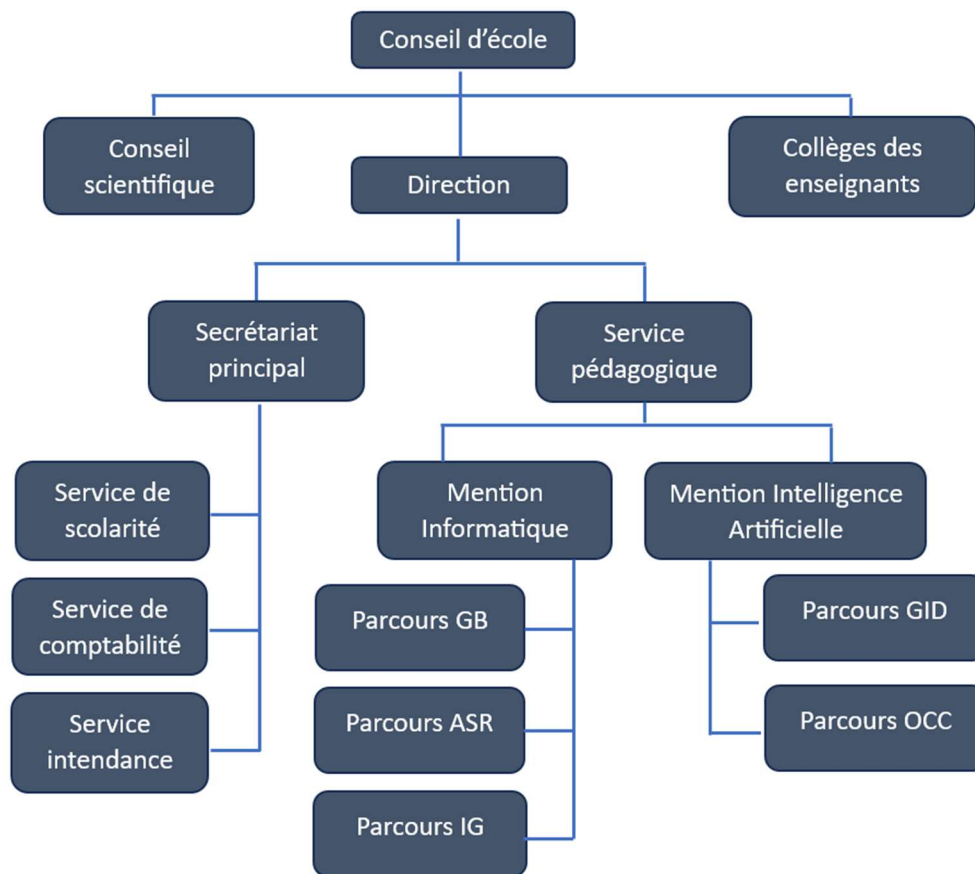 Conseil d'école
Conseil
scientifique
Direction
Collèges des
enseignants
Secrétariat
principal
Service
pédagogique
Service de
scolarité
Service de
comptabilité
Service
intendance
Mention
Informatique
Parcours GB
Parcours ASR
Parcours IG
Mention Intelligence
Artificielle
Parcours GID
Parcours OCC